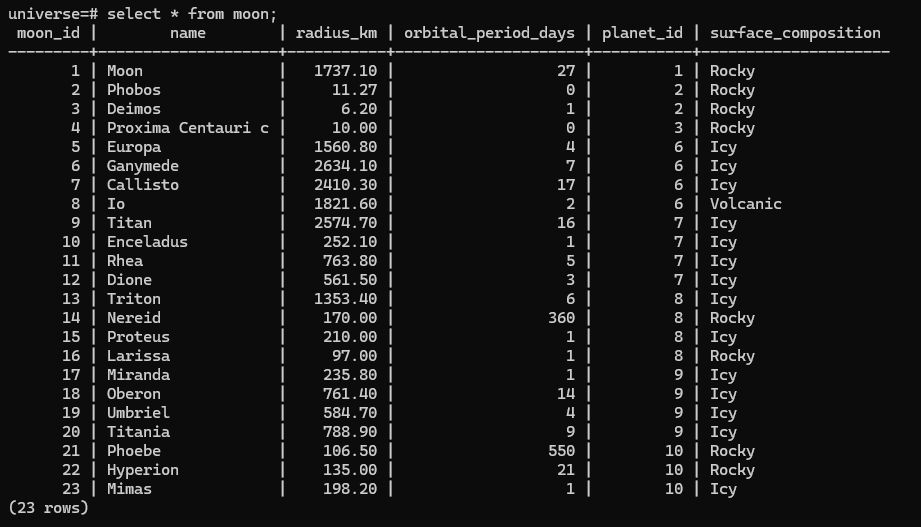 universe=# select * from moon;
 moon_id |        name        | radius_km | orbital_period_days | planet_id | surface_composition
---------+--------------------+-----------+---------------------+-----------+---------------------
       1 | Moon               |   1737.10 |                  27 |         1 | Rocky
       2 | Phobos             |     11.27 |                   0 |         2 | Rocky
       3 | Deimos             |      6.20 |                   1 |         2 | Rocky
       4 | Proxima Centauri c |     10.00 |                   0 |         3 | Rocky
       5 | Europa             |   1560.80 |                   4 |         6 | Icy
       6 | Ganymede           |   2634.10 |                   7 |         6 | Icy
       7 | Callisto           |   2410.30 |                  17 |         6 | Icy
       8 | Io                 |   1821.60 |                   2 |         6 | Volcanic
       9 | Titan              |   2574.70 |                  16 |         7 | Icy
      10 | Enceladus          |    252.10 |                   1 |         7 | Icy
      11 | Rhea               |    763.80 |                   5 |         7 | Icy
      12 | Dione              |    561.50 |                   3 |         7 | Icy
      13 | Triton             |   1353.40 |                   6 |         8 | Icy
      14 | Nereid             |    170.00 |                 360 |         8 | Rocky
      15 | Proteus            |    210.00 |                   1 |         8 | Icy
      16 | Larissa            |     97.00 |                   1 |         8 | Rocky
      17 | Miranda            |    235.80 |                   1 |         9 | Icy
      18 | Oberon             |    761.40 |                  14 |         9 | Icy
      19 | Umbriel            |    584.70 |                   4 |         9 | Icy
      20 | Titania            |    788.90 |                   9 |         9 | Icy
      21 | Phoebe             |    106.50 |                 550 |        10 | Rocky
      22 | Hyperion           |    135.00 |                  21 |        10 | Rocky
      23 | Mimas              |    198.20 |                   1 |        10 | Icy
(23 rows)